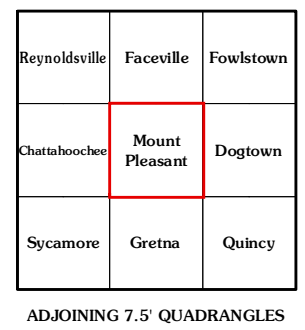 Reynoldsville Faceville Fowlstown
Chattahoochee Mount Pleasant Dogtown
Sycamore Gretna Quincy
ADJOINING 7.5' QUADRANGLES